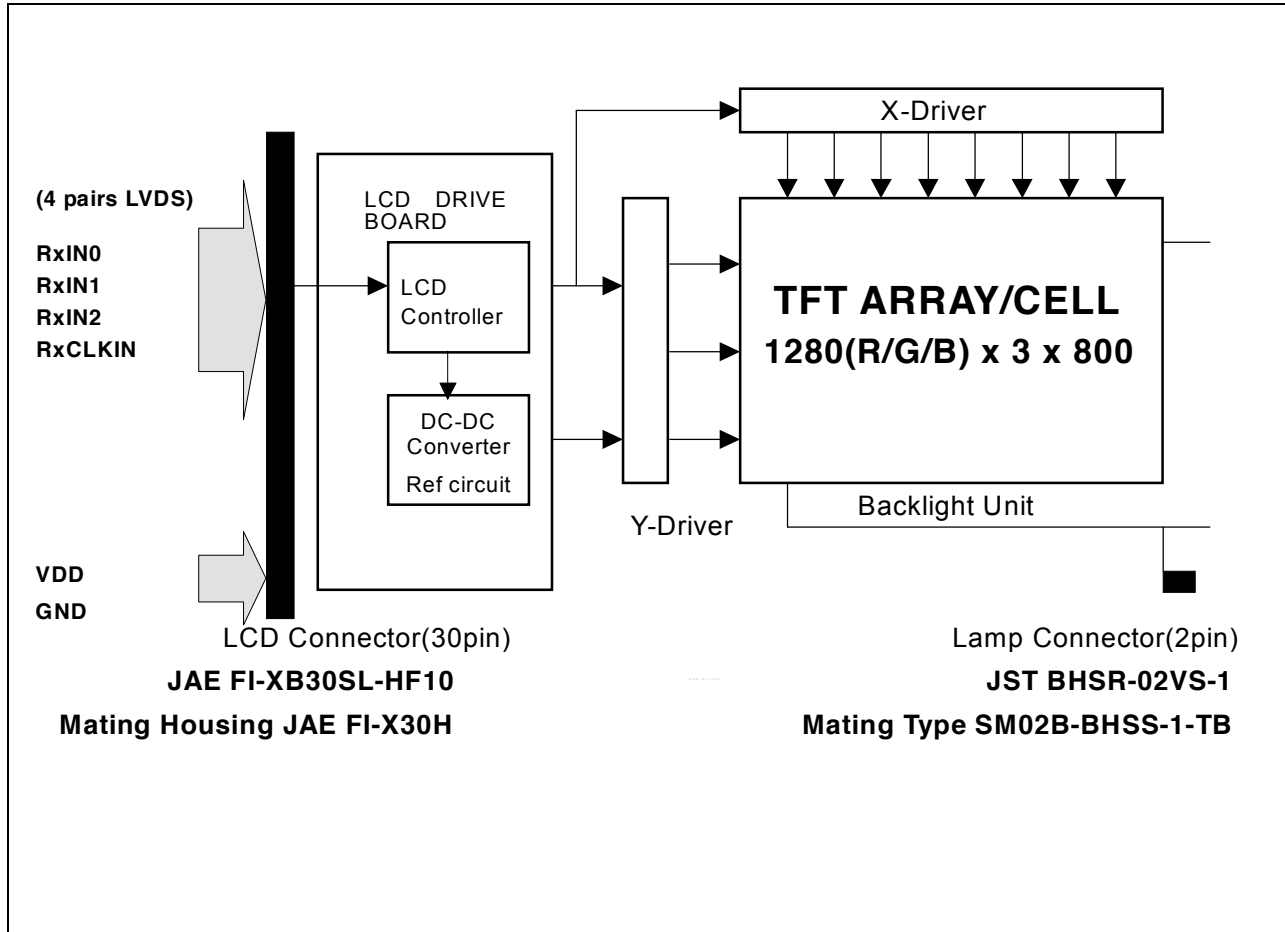 X-Driver
(4 pairs LVDS)
RxIN0
RxIN1
RxIN2
RxCLKIN
LCD DRIVE
BOARD
LCD
Controller
DC-DC
Converter
Ref circuit
TFT ARRAY/CELL
1280(R/G/B) x 3 x 800
Y-Driver
Backlight Unit
VDD
GND
LCD Connector(30pin)
JAE FI-XB30SL-HF10
Mating Housing JAE FI-X30H
Lamp Connector(2pin)
JST BHSR-02VS-1
Mating Type SM02B-BHSS-1-TB